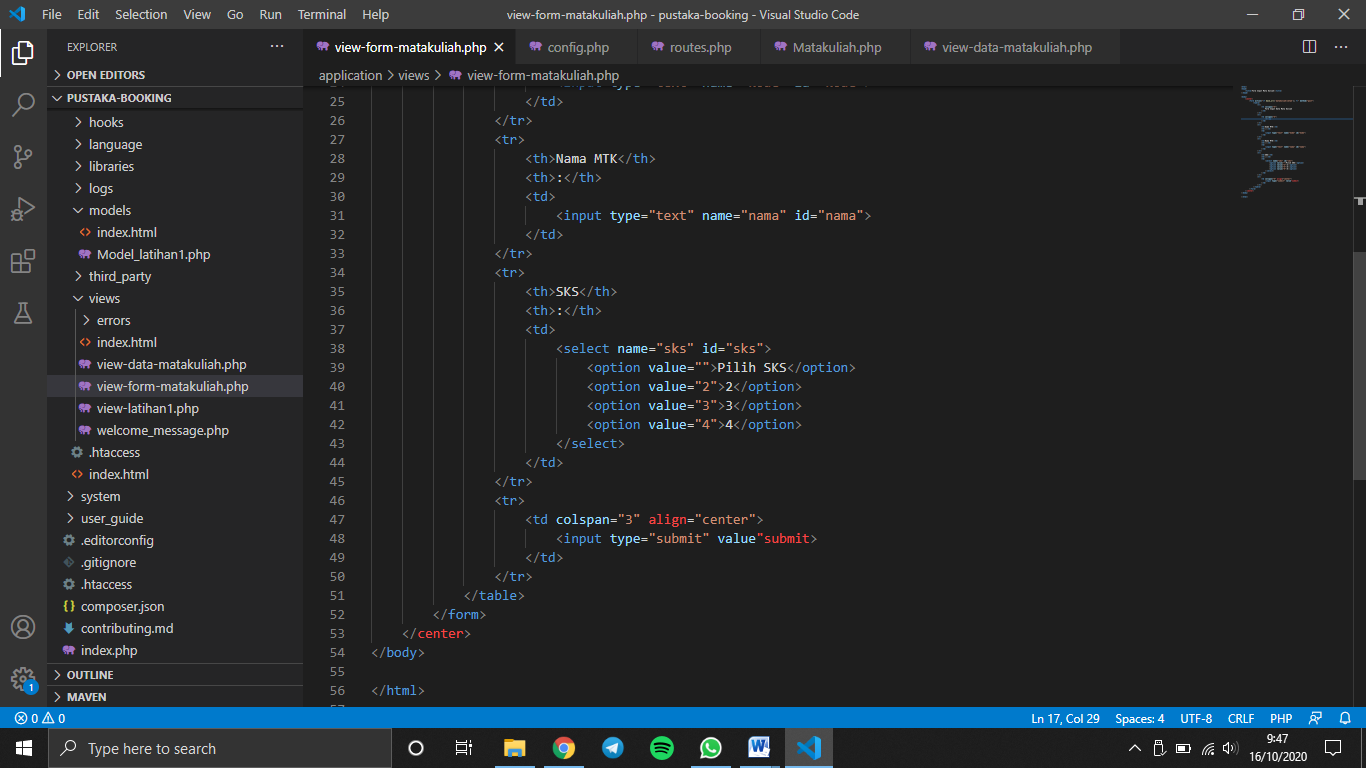 File Edit Selection View Go Run Terminal Help
view-form-matakuliah.php - pustaka-booking - Visual Studio Code
EXPLORER
OPEN EDITORS
PUSTAKA-BOOKING
hooks
language
libraries
logs
models
index.html
Model_latihan1.php
third_party
views
errors
index.html
view-data-matakuliah.php
view-form-matakuliah.php
view-latihan1.php
welcome_message.php
.htaccess
index.html
system
user_guide
.editorconfig
.gitignore
.htaccess
composer.json
contributing.md
index.php
OUTLINE
MAVEN
view-form-matakuliah.php config.php routes.php Matakuliah.php view-data-matakuliah.php
application > views > view-form-matakuliah.php
25 </td>
26 </tr>
27 <tr>
28 <th>Nama MTK</th>
29 <th>:</th>
30 <td>
31 <input type="text" name="nama" id="nama">
32 </td>
33 </tr>
34 <tr>
35 <th>SKS</th>
36 <th>:</th>
37 <td>
38 <select name="sks" id="sks">
39 <option value="">Pilih SKS</option>
40 <option value="2">2</option>
41 <option value="3">3</option>
42 <option value="4">4</option>
43 </select>
44 </td>
45 </tr>
46 <tr>
47 <td colspan="3" align="center">
48 <input type="submit" value"submit>
49 </td>
50 </tr>
51 </table>
52 </form>
53 </center>
54 </body>
55
56 </html>
1
0 0
Ln 17, Col 29 Spaces: 4 UTF-8 CRLF PHP
Type here to search
9:47
16/10/2020